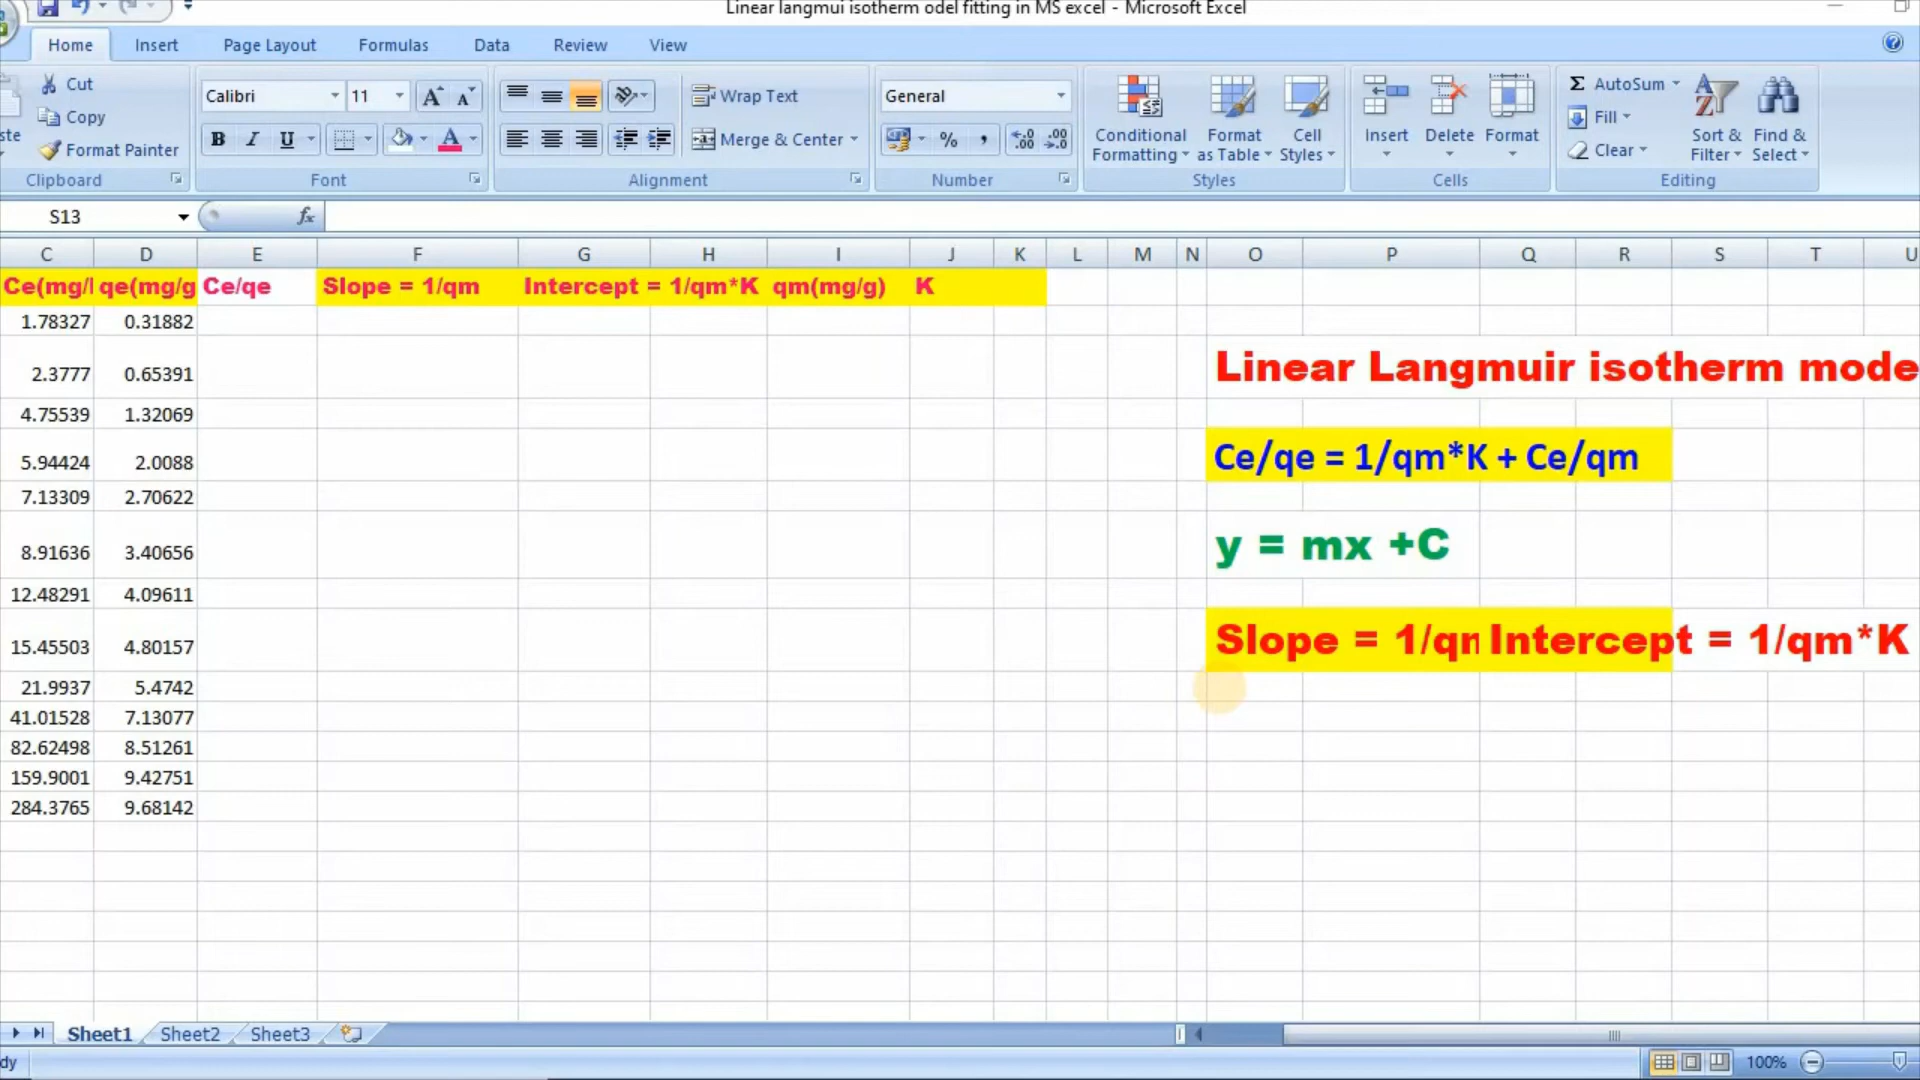 Linear langmui isotherm odel fitting in MS excel - Microsoft Excel
Home Insert Page Layout Formulas Data Review View
Cut
Copy
Format Painter
Clipboard
Calibri 11
B I U
Font
Wrap Text
Merge & Center
Alignment
General
% ,
Number
Conditional Formatting
Format as Table
Cell Styles
Styles
Insert Delete Format
Cells
AutoSum
Fill
Clear
Sort & Filter
Find & Select
Editing
S13 fx
C D E F G H I J K L M N O P Q R S T U
Ce(mg/l qe(mg/g Ce/qe Slope = 1/qm Intercept = 1/qm*K qm(mg/g) K
1.78327 0.31882
Linear Langmuir isotherm mode
2.3777 0.65391
4.75539 1.32069
Ce/qe = 1/qm*K + Ce/qm
5.94424 2.0088
7.13309 2.70622
y = mx +C
8.91636 3.40656
12.48291 4.09611
Slope = 1/qm Intercept = 1/qm*K
15.45503 4.80157
21.9937 5.4742
41.01528 7.13077
82.62498 8.51261
159.9001 9.42751
284.3765 9.68142
Sheet1 Sheet2 Sheet3
dy 100%